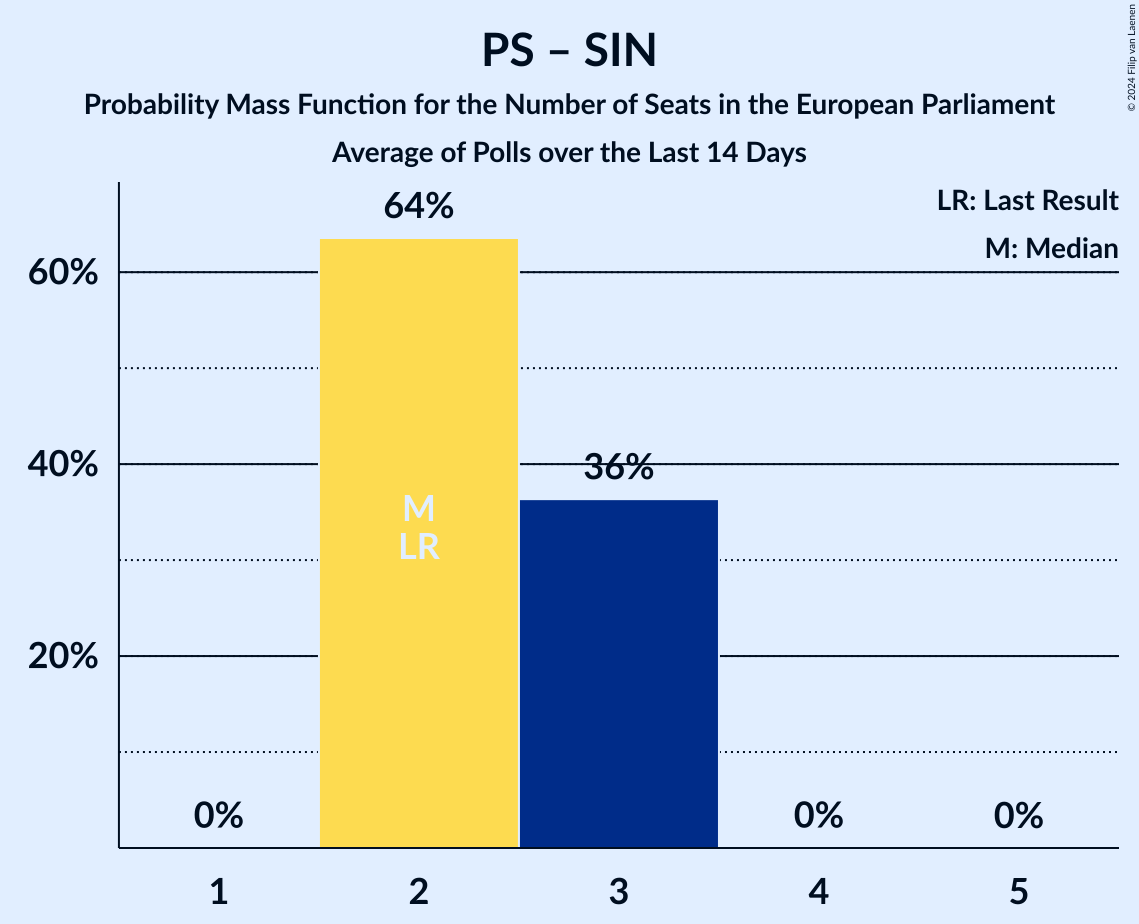 PS – SIN
Probability Mass Function for the Number of Seats in the European Parliament
Average of Polls over the Last 14 Days
© 2024 Filip van Laenen
LR: Last Result
M: Median
64%
60%
40%
36%
M
LR
20%
0%
0%
0%
1
2
3
4
5